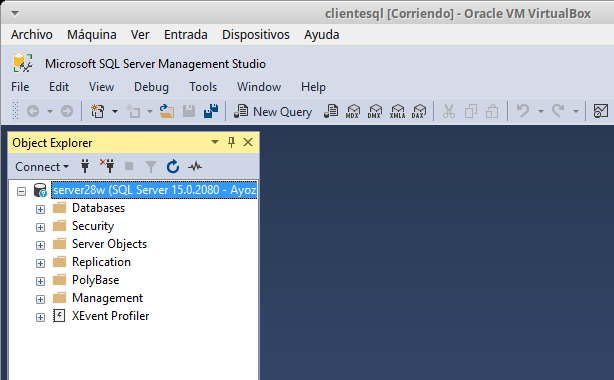 clientesql [Corriendo] - Oracle VM VirtualBox
Archivo Máquina Ver Entrada Dispositivos Ayuda
Microsoft SQL Server Management Studio
File Edit View Debug Tools Window Help
New Query MDX DMX XMLA DAX
Object Explorer
Connect
server28w (SQL Server 15.0.2080 - Ayoz
Databases
Security
Server Objects
Replication
PolyBase
Management
XEvent Profiler